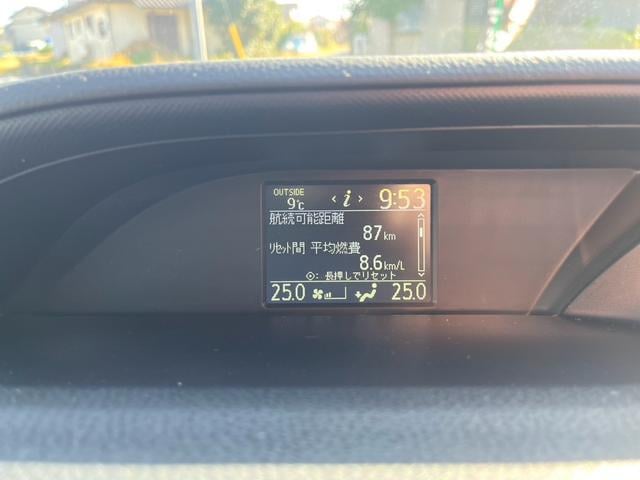 OUTSIDE
9℃ < i > 9:53
航続可能距離
87km
リセット間 平均燃費
8.6km/L
⊙: 長押しでリセット
25.0 25.0